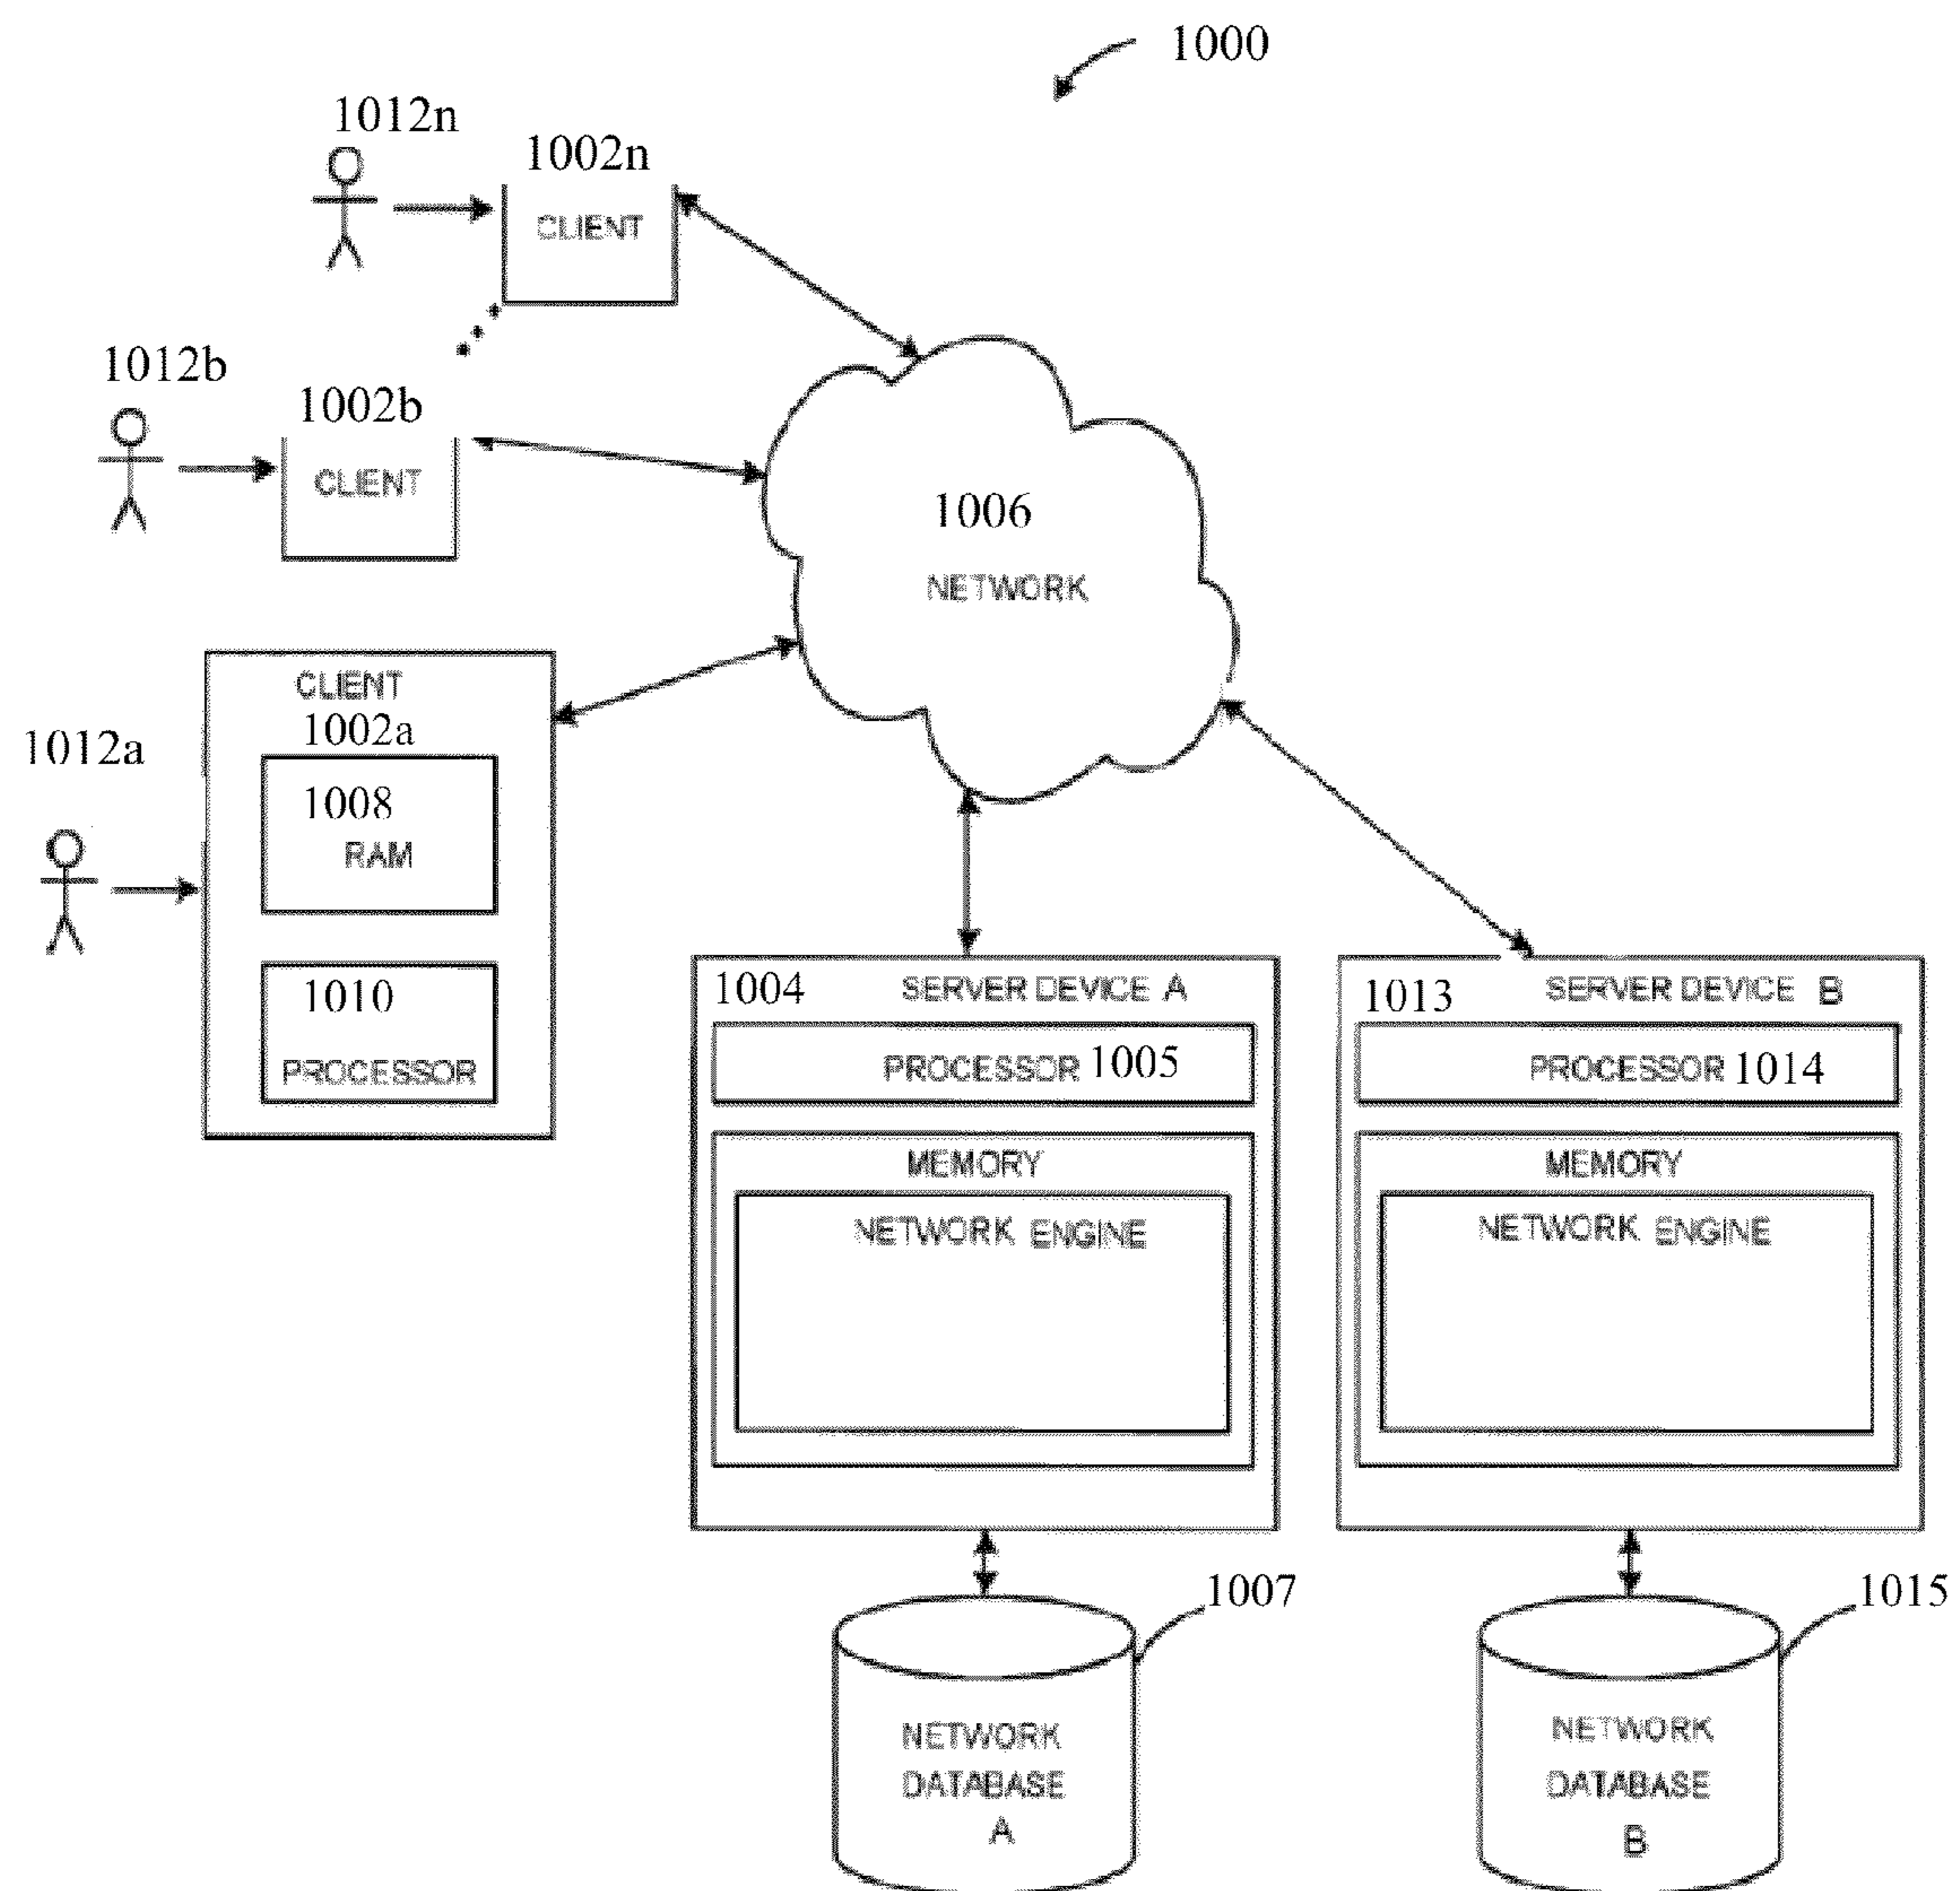 1000
1012n
1002n
CLIENT
1012b
1002b
CLIENT
1006
NETWORK
CLIENT
1002a
1012a
1008
RAM
1010
PROCESSOR
1004 SERVER DEVICE A
PROCESSOR 1005
MEMORY
NETWORK ENGINE
1013 SERVER DEVICE B
PROCESSOR 1014
MEMORY
NETWORK ENGINE
1007
NETWORK
DATABASE
A
1015
NETWORK
DATABASE
B